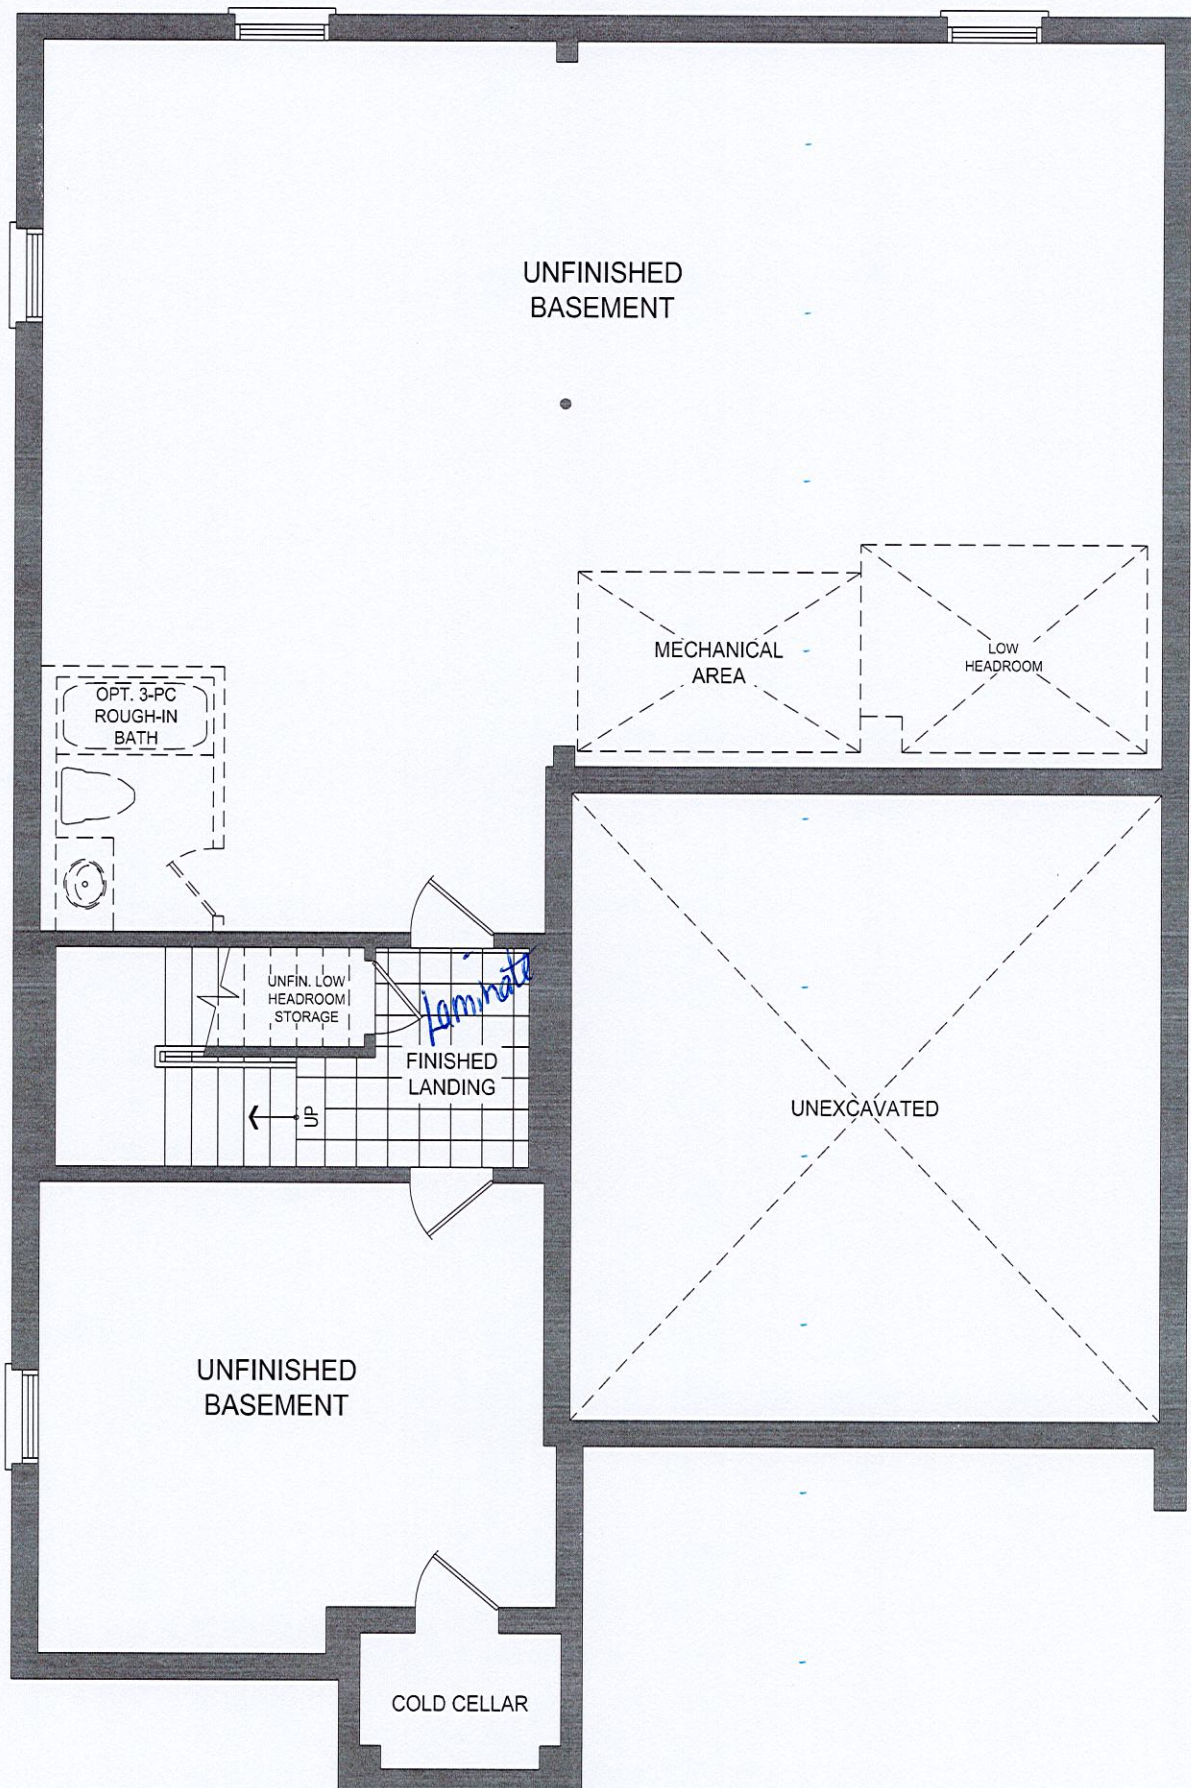 UNFINISHED
BASEMENT
MECHANICAL
AREA
LOW
HEADROOM
OPT. 3-PC
ROUGH-IN
BATH
UNFIN. LOW
HEADROOM
STORAGE
Laminate
FINISHED
LANDING
UP
UNEXCAVATED
UNFINISHED
BASEMENT
COLD CELLAR